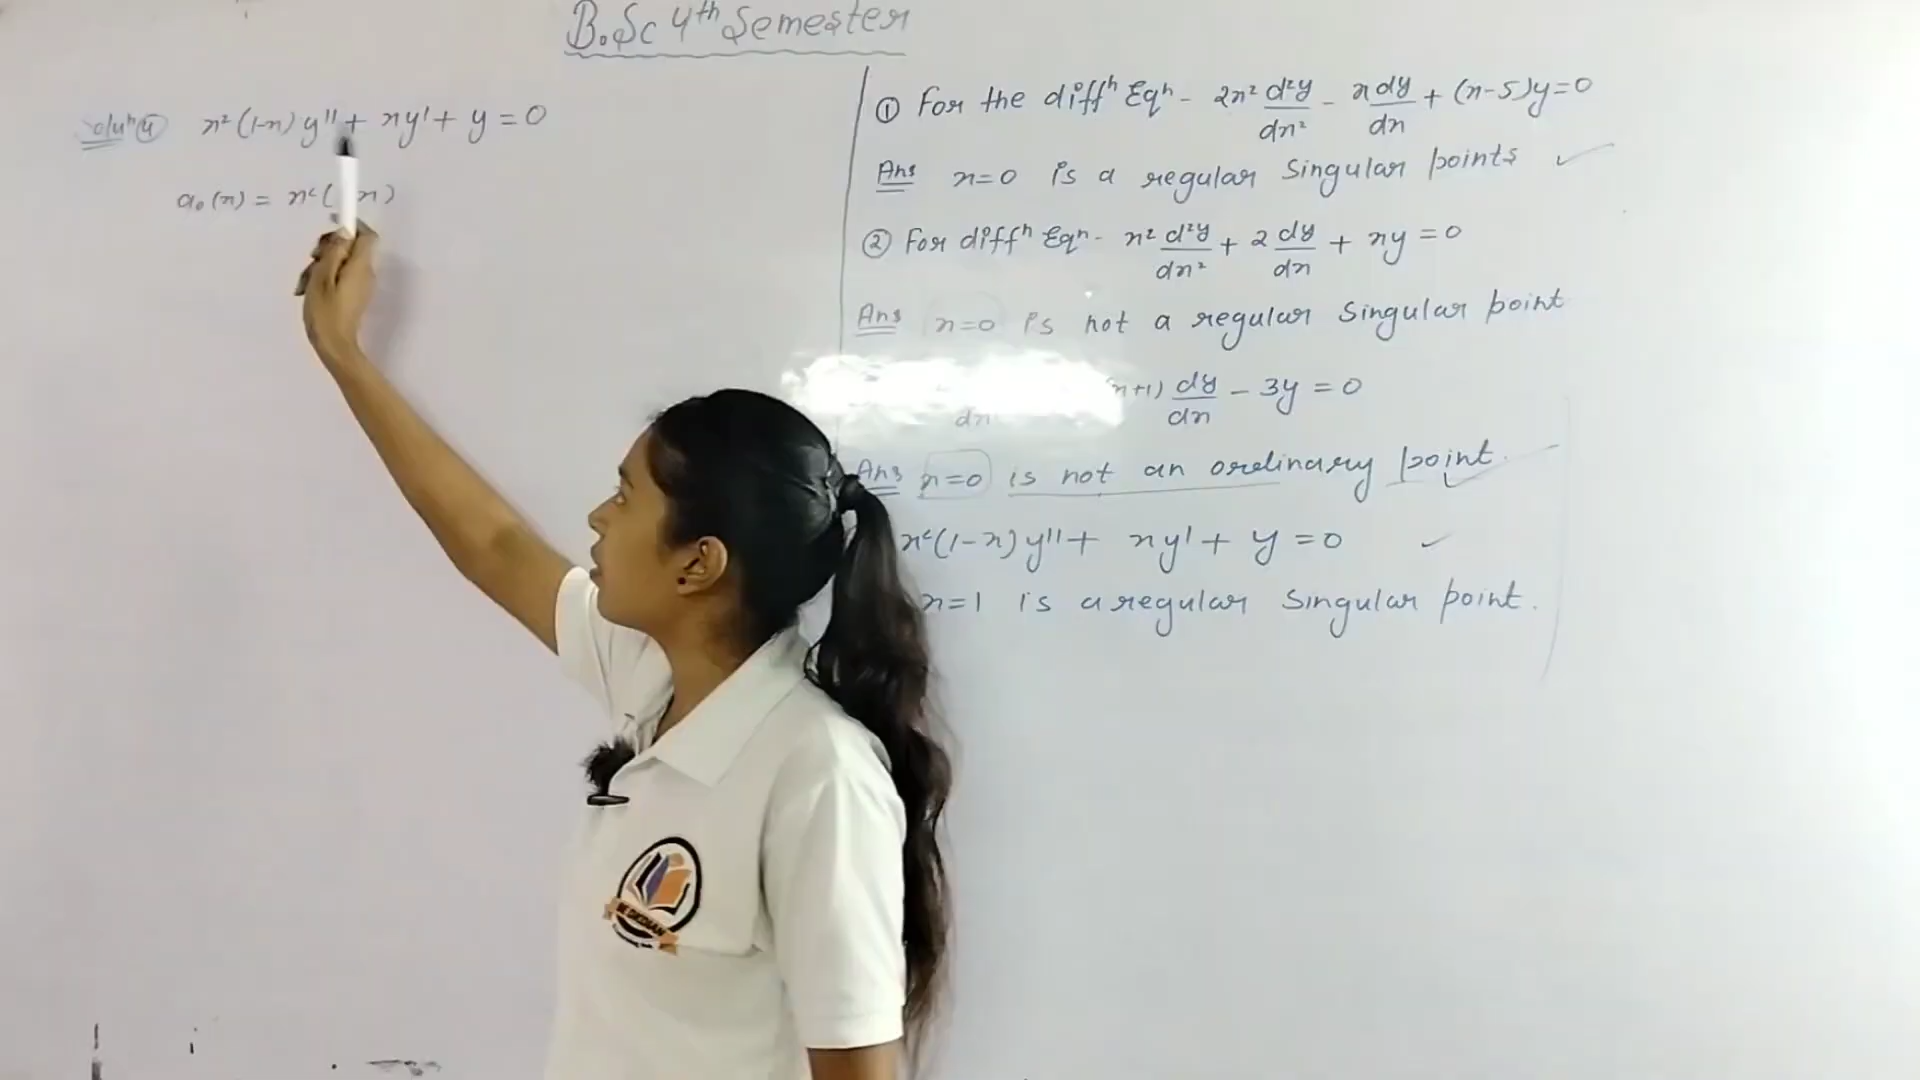 B.Sc 4th Semester
Soluⁿ ④ x²(1-x) y'' + xy' + y = 0
a₀(x) = x²( x)
① For the diffⁿ Eqⁿ- 2x² d²y/dx² - x dy/dx + (x-5)y=0
Ans x=0 is a regular Singular points ✓
② For diffⁿ Eqⁿ- x² d²y/dx² + 2 dy/dx + xy = 0
Ans x=0 is not a regular Singular point
dx x+1) dy/dx - 3y = 0
Ans x=0 is not an ordinary point.
x²(1-x) y'' + xy' + y = 0 ✓
x=1 is a regular Singular point.